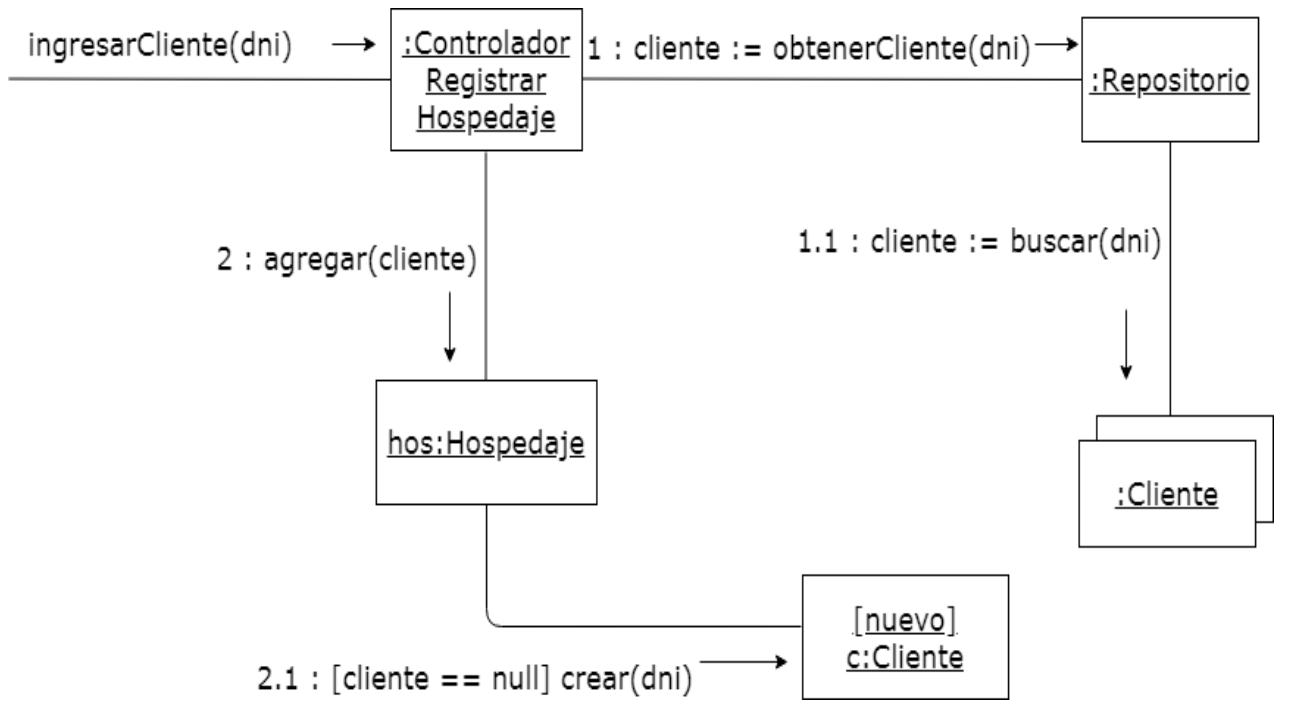 ingresarCliente(dni)
:Controlador
Registrar
Hospedaje
1 : cliente := obtenerCliente(dni)
:Repositorio
2 : agregar(cliente)
1.1 : cliente := buscar(dni)
hos:Hospedaje
:Cliente
[nuevo]
c:Cliente
2.1 : [cliente == null] crear(dni)